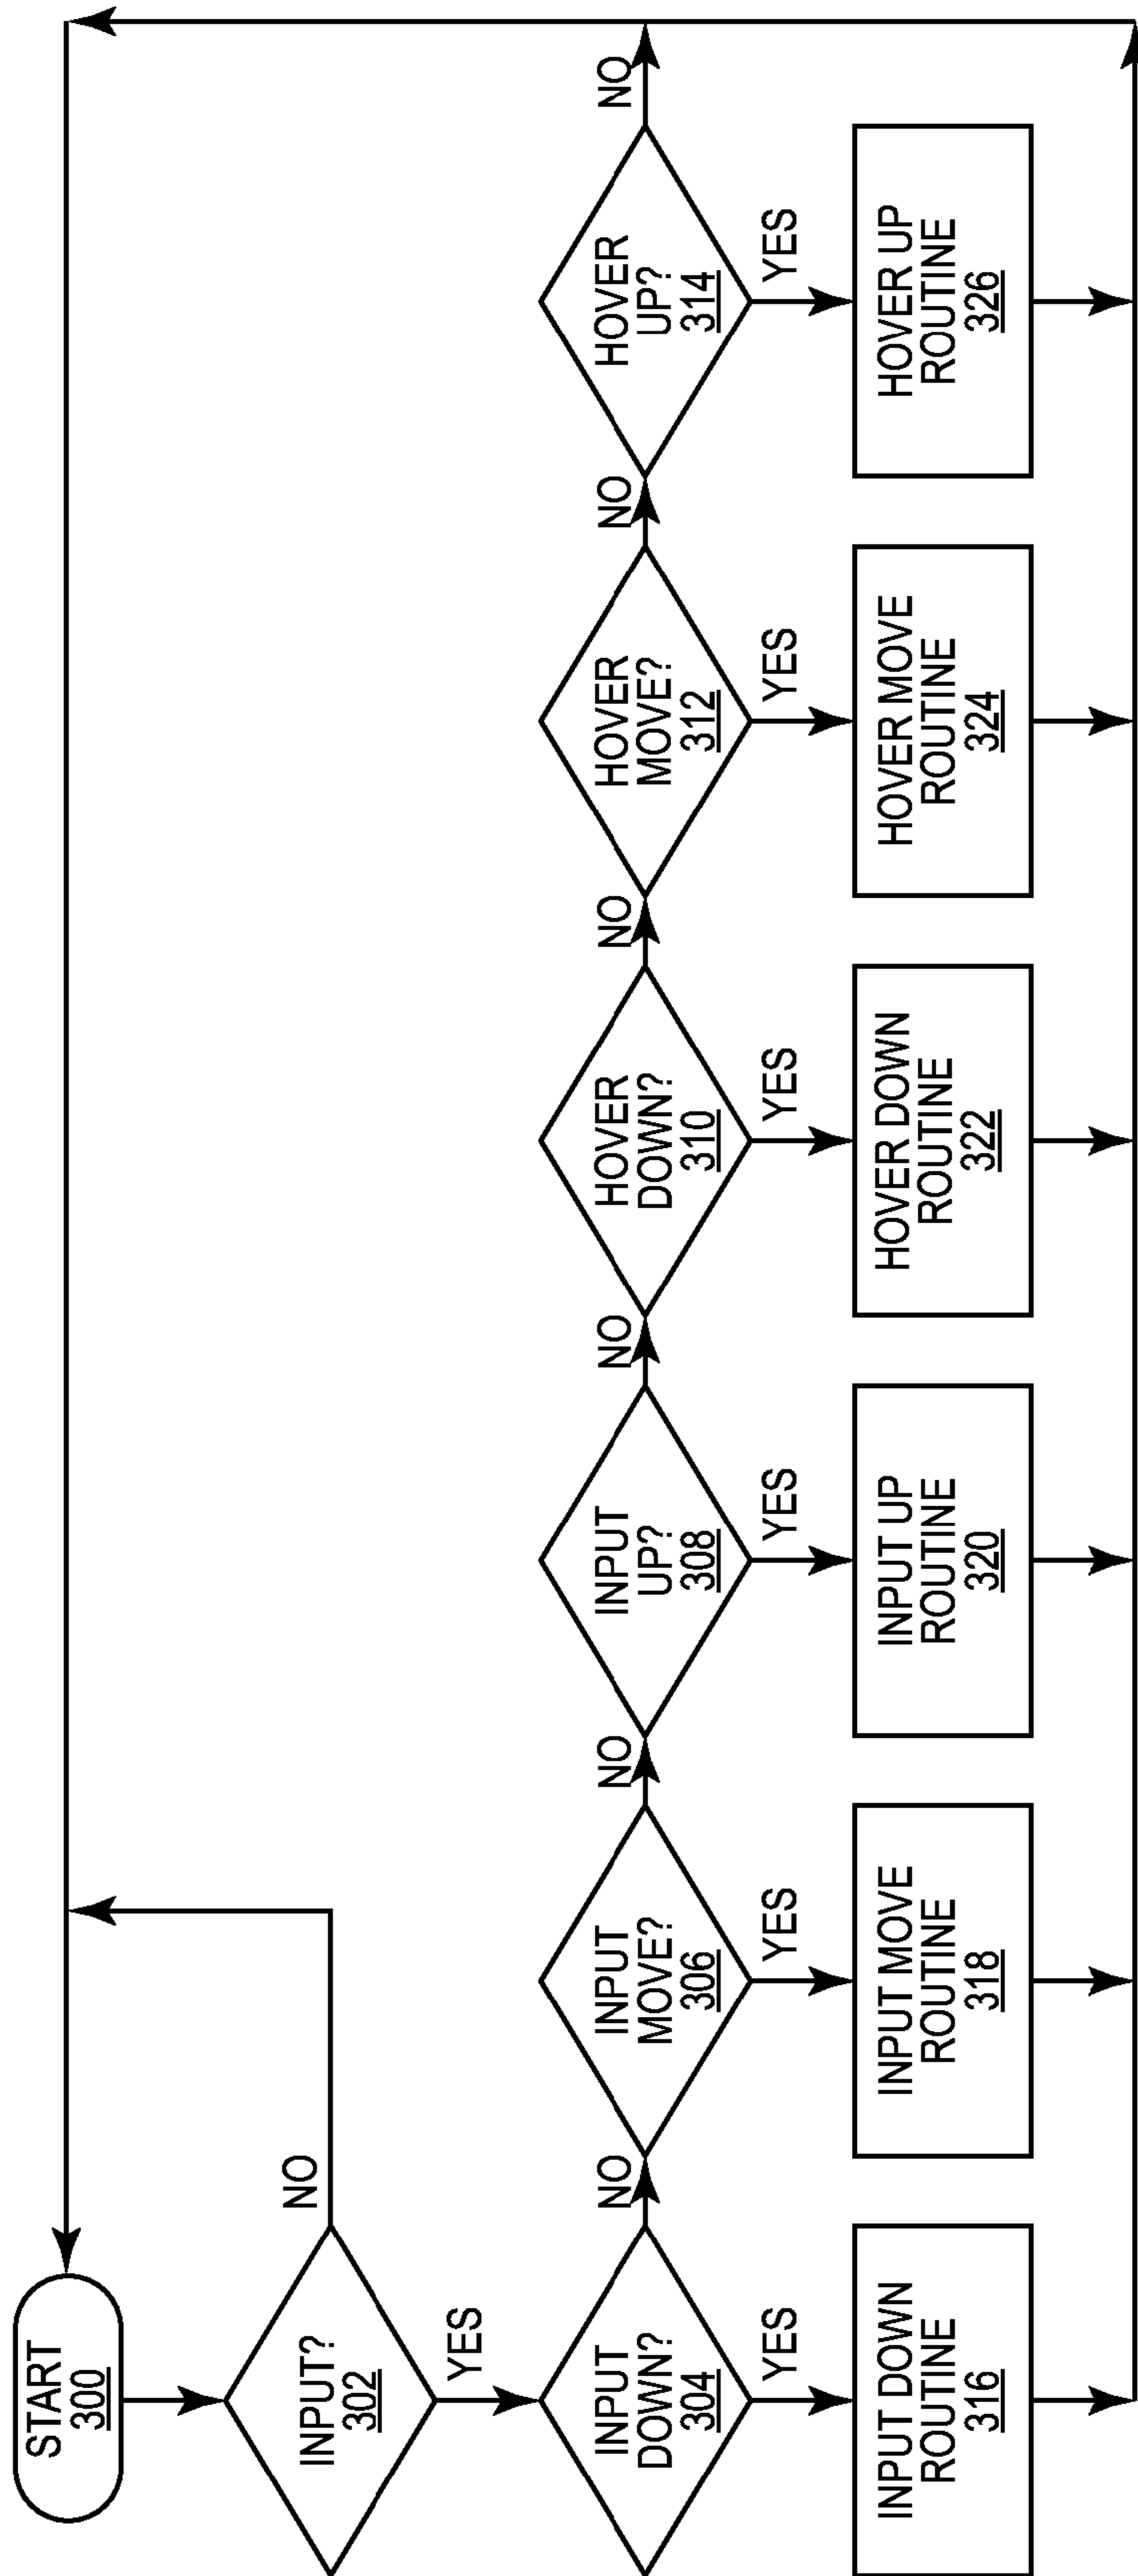 START
300
INPUT?
302
NO
YES
INPUT
DOWN?
304
NO
INPUT
MOVE?
306
NO
INPUT
UP?
308
NO
HOVER
DOWN?
310
NO
HOVER
MOVE?
312
NO
HOVER
UP?
314
NO
YES
YES
YES
YES
YES
YES
INPUT DOWN
ROUTINE
316
INPUT MOVE
ROUTINE
318
INPUT UP
ROUTINE
320
HOVER DOWN
ROUTINE
322
HOVER MOVE
ROUTINE
324
HOVER UP
ROUTINE
326